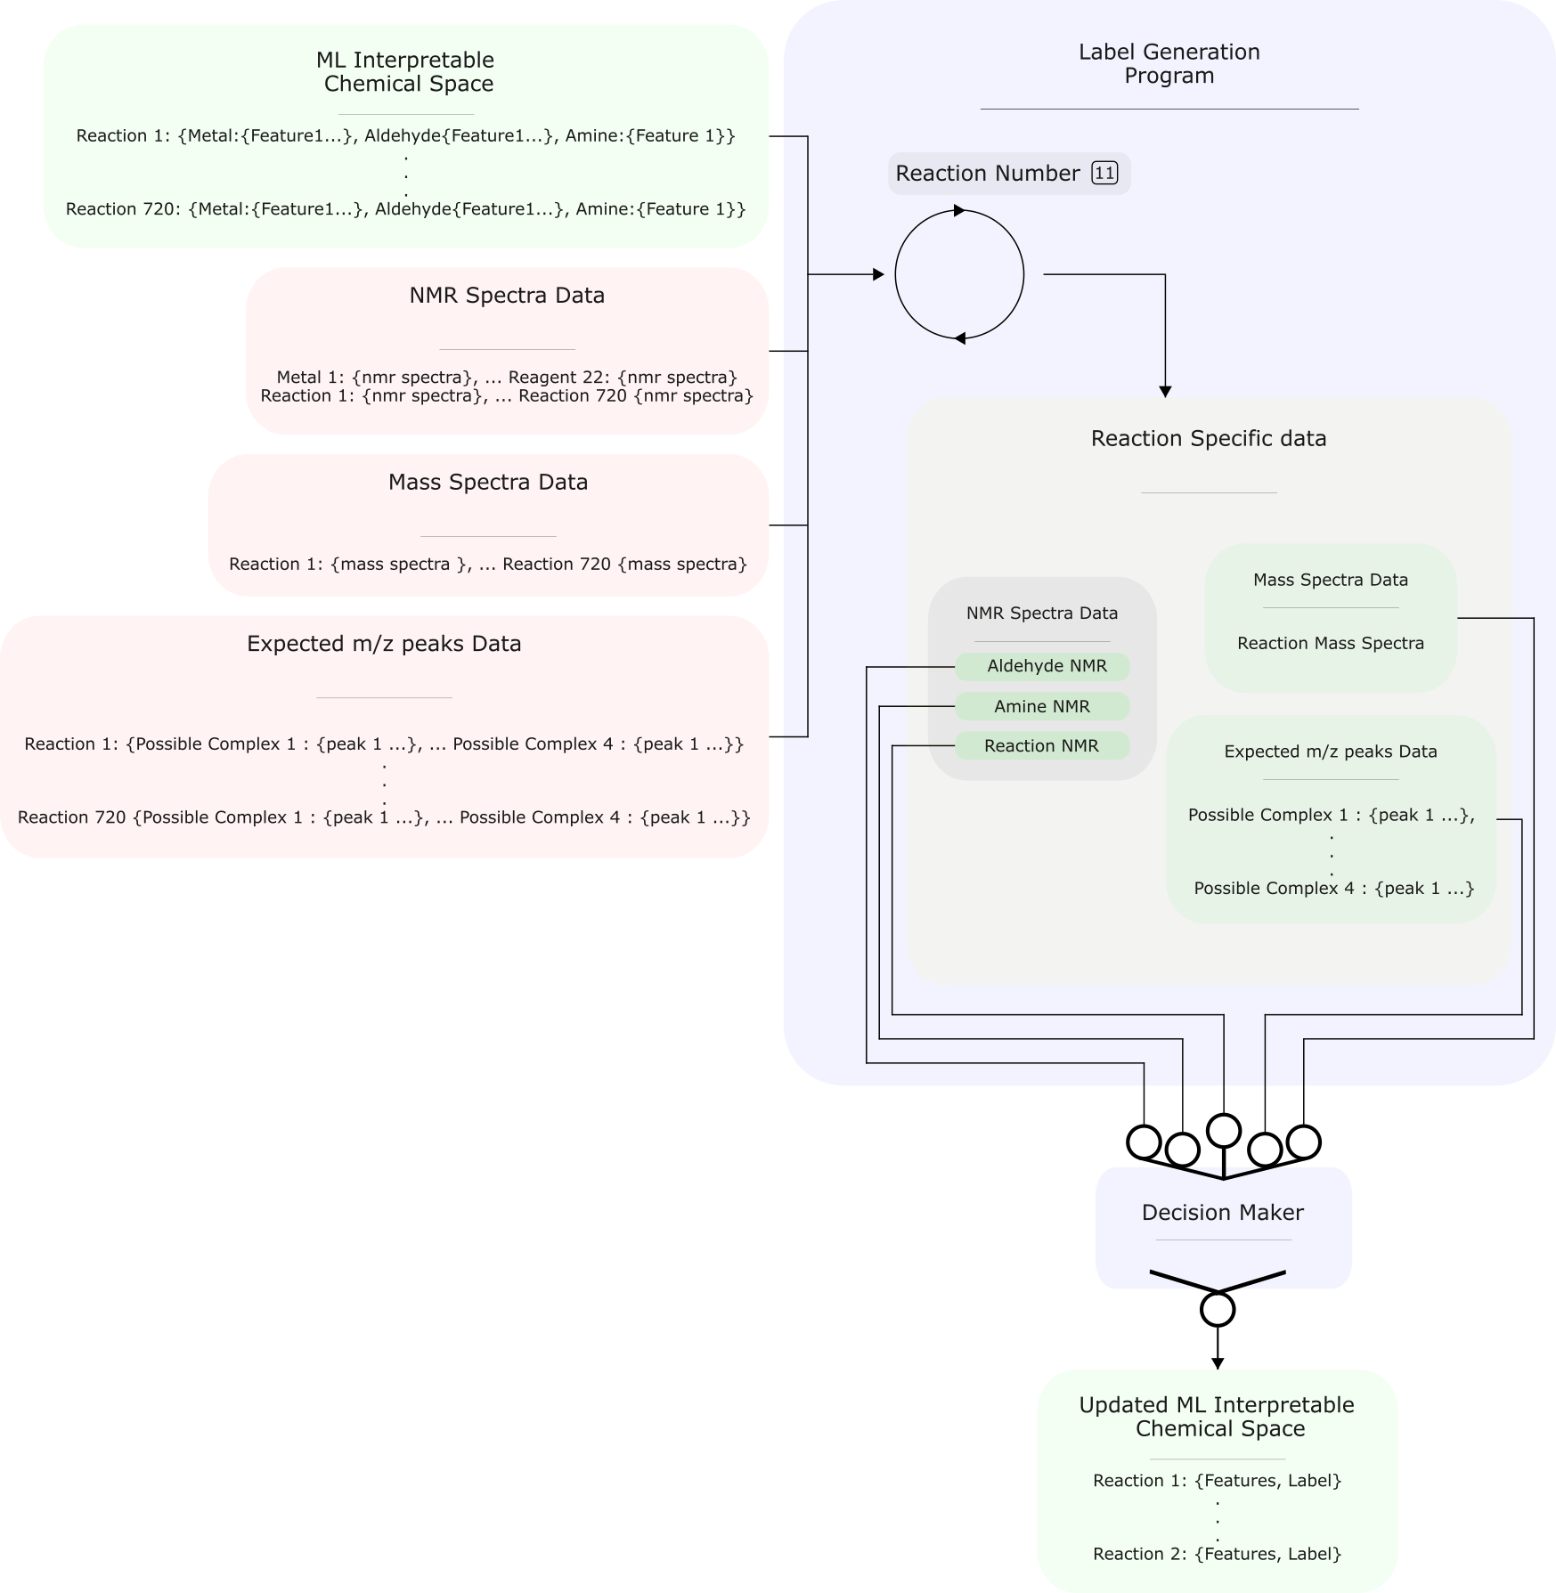 ML Interpretable
Chemical Space
Reaction 1: {Metal:{Feature1...}, Aldehyde{Feature1...}, Amine:{Feature 1}}
.
.
.
Reaction 720: {Metal:{Feature1...}, Aldehyde{Feature1...}, Amine:{Feature 1}}
NMR Spectra Data
Metal 1: {nmr spectra}, ... Reagent 22: {nmr spectra}
Reaction 1: {nmr spectra}, ... Reaction 720 {nmr spectra}
Mass Spectra Data
Reaction 1: {mass spectra }, ... Reaction 720 {mass spectra}
Expected m/z peaks Data
Reaction 1: {Possible Complex 1 : {peak 1 ...}, ... Possible Complex 4 : {peak 1 ...}}
.
.
.
Reaction 720 {Possible Complex 1 : {peak 1 ...}, ... Possible Complex 4 : {peak 1 ...}}
Label Generation
Program
Reaction Number 11
Reaction Specific data
NMR Spectra Data
Aldehyde NMR
Amine NMR
Reaction NMR
Mass Spectra Data
Reaction Mass Spectra
Expected m/z peaks Data
Possible Complex 1 : {peak 1 ...},
.
.
.
Possible Complex 4 : {peak 1 ...}
Decision Maker
Updated ML Interpretable
Chemical Space
Reaction 1: {Features, Label}
.
.
.
Reaction 2: {Features, Label}